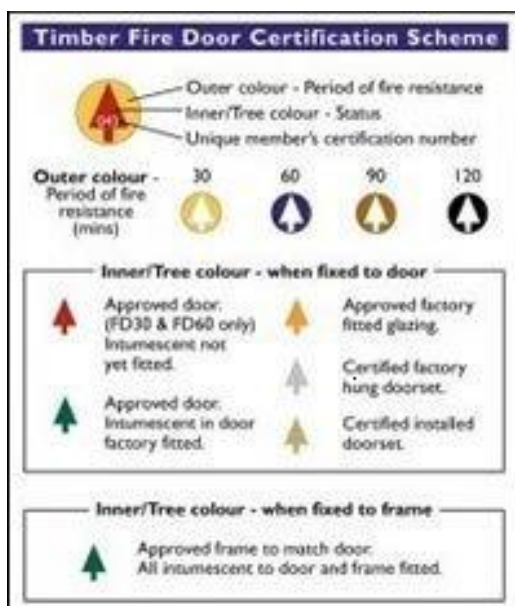 Timber Fire Door Certification Scheme
Outer colour - Period of fire resistance
Inner/Tree colour - Status
Unique member's certification number
Outer colour -
Period of fire
resistance
(mins)
30 60 90 120
Inner/Tree colour - when fixed to door
Approved door.
(FD30 & FD60 only)
Intumescent not
yet fitted.
Approved door.
Intumescent in door
factory fitted.
Approved factory
fitted glazing.
Certified factory
hung doorset.
Certified installed
doorset.
Inner/Tree colour - when fixed to frame
Approved frame to match door.
All intumescent to door and frame fitted.